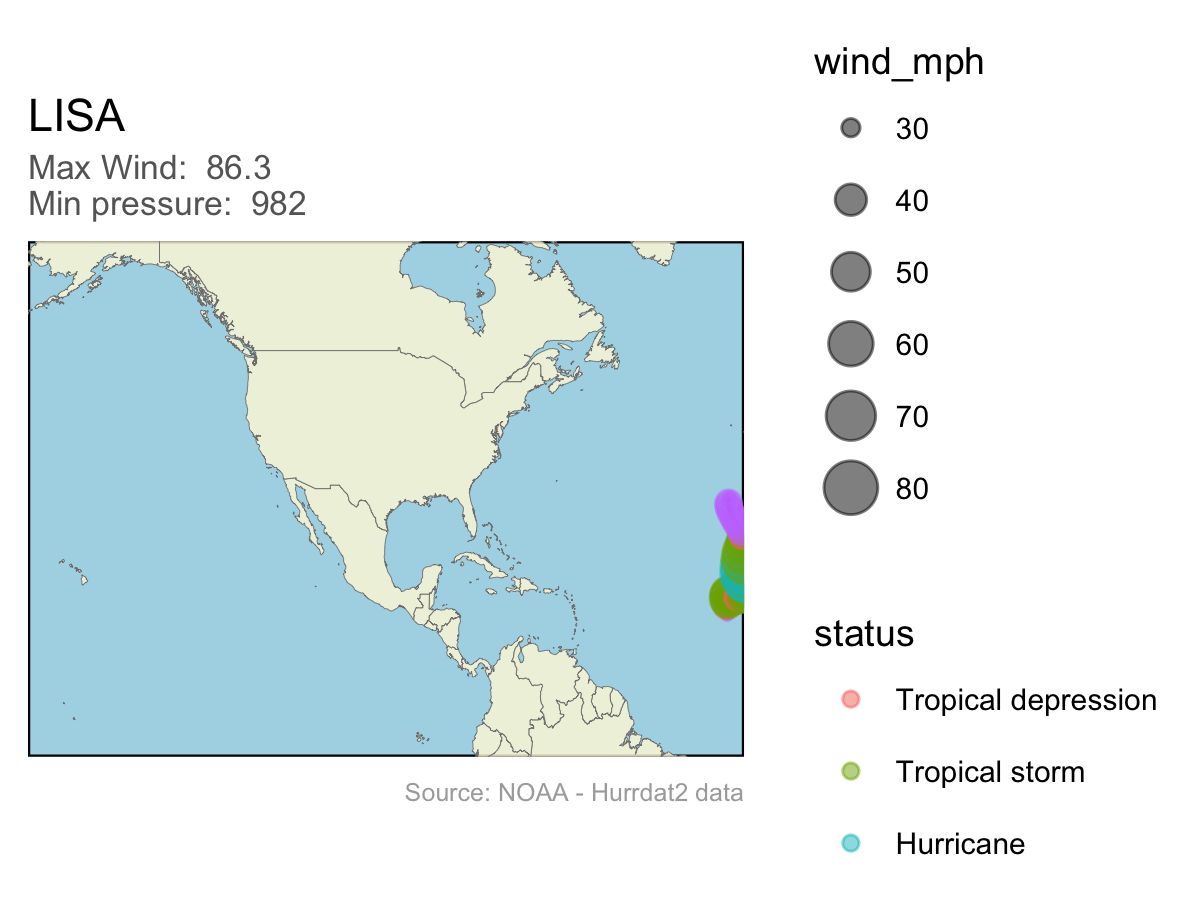 LISA
Max Wind:  86.3
Min pressure:  982
Source: NOAA - Hurrdat2 data
wind_mph
30
40
50
60
70
80
status
Tropical depression
Tropical storm
Hurricane